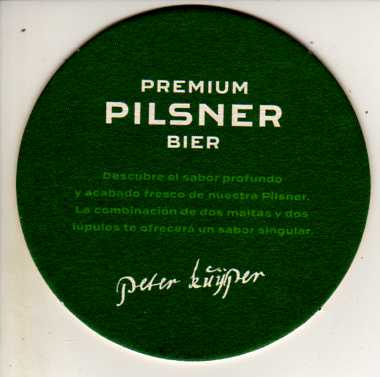 PREMIUM
PILSNER
BIER
Descubre el sabor profundo
y acabado fresco de nuestra Pilsner.
La combinación de dos maltas y dos
lúpulos te ofrecerá un sabor singular.
peter kuÿper